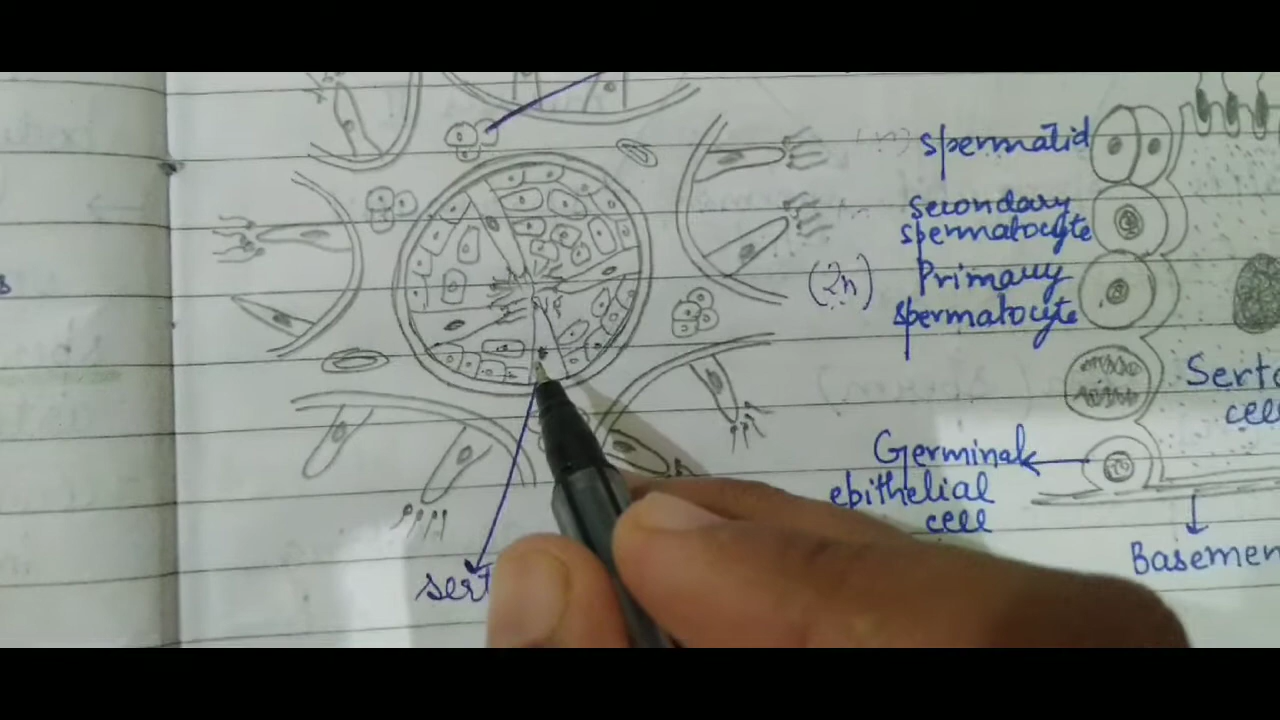 spermatid
secondary
spermatocyte
(2n) Primary
spermatocyte
Serto
cell
Germinal
epithelial
cell
Basemen
sert